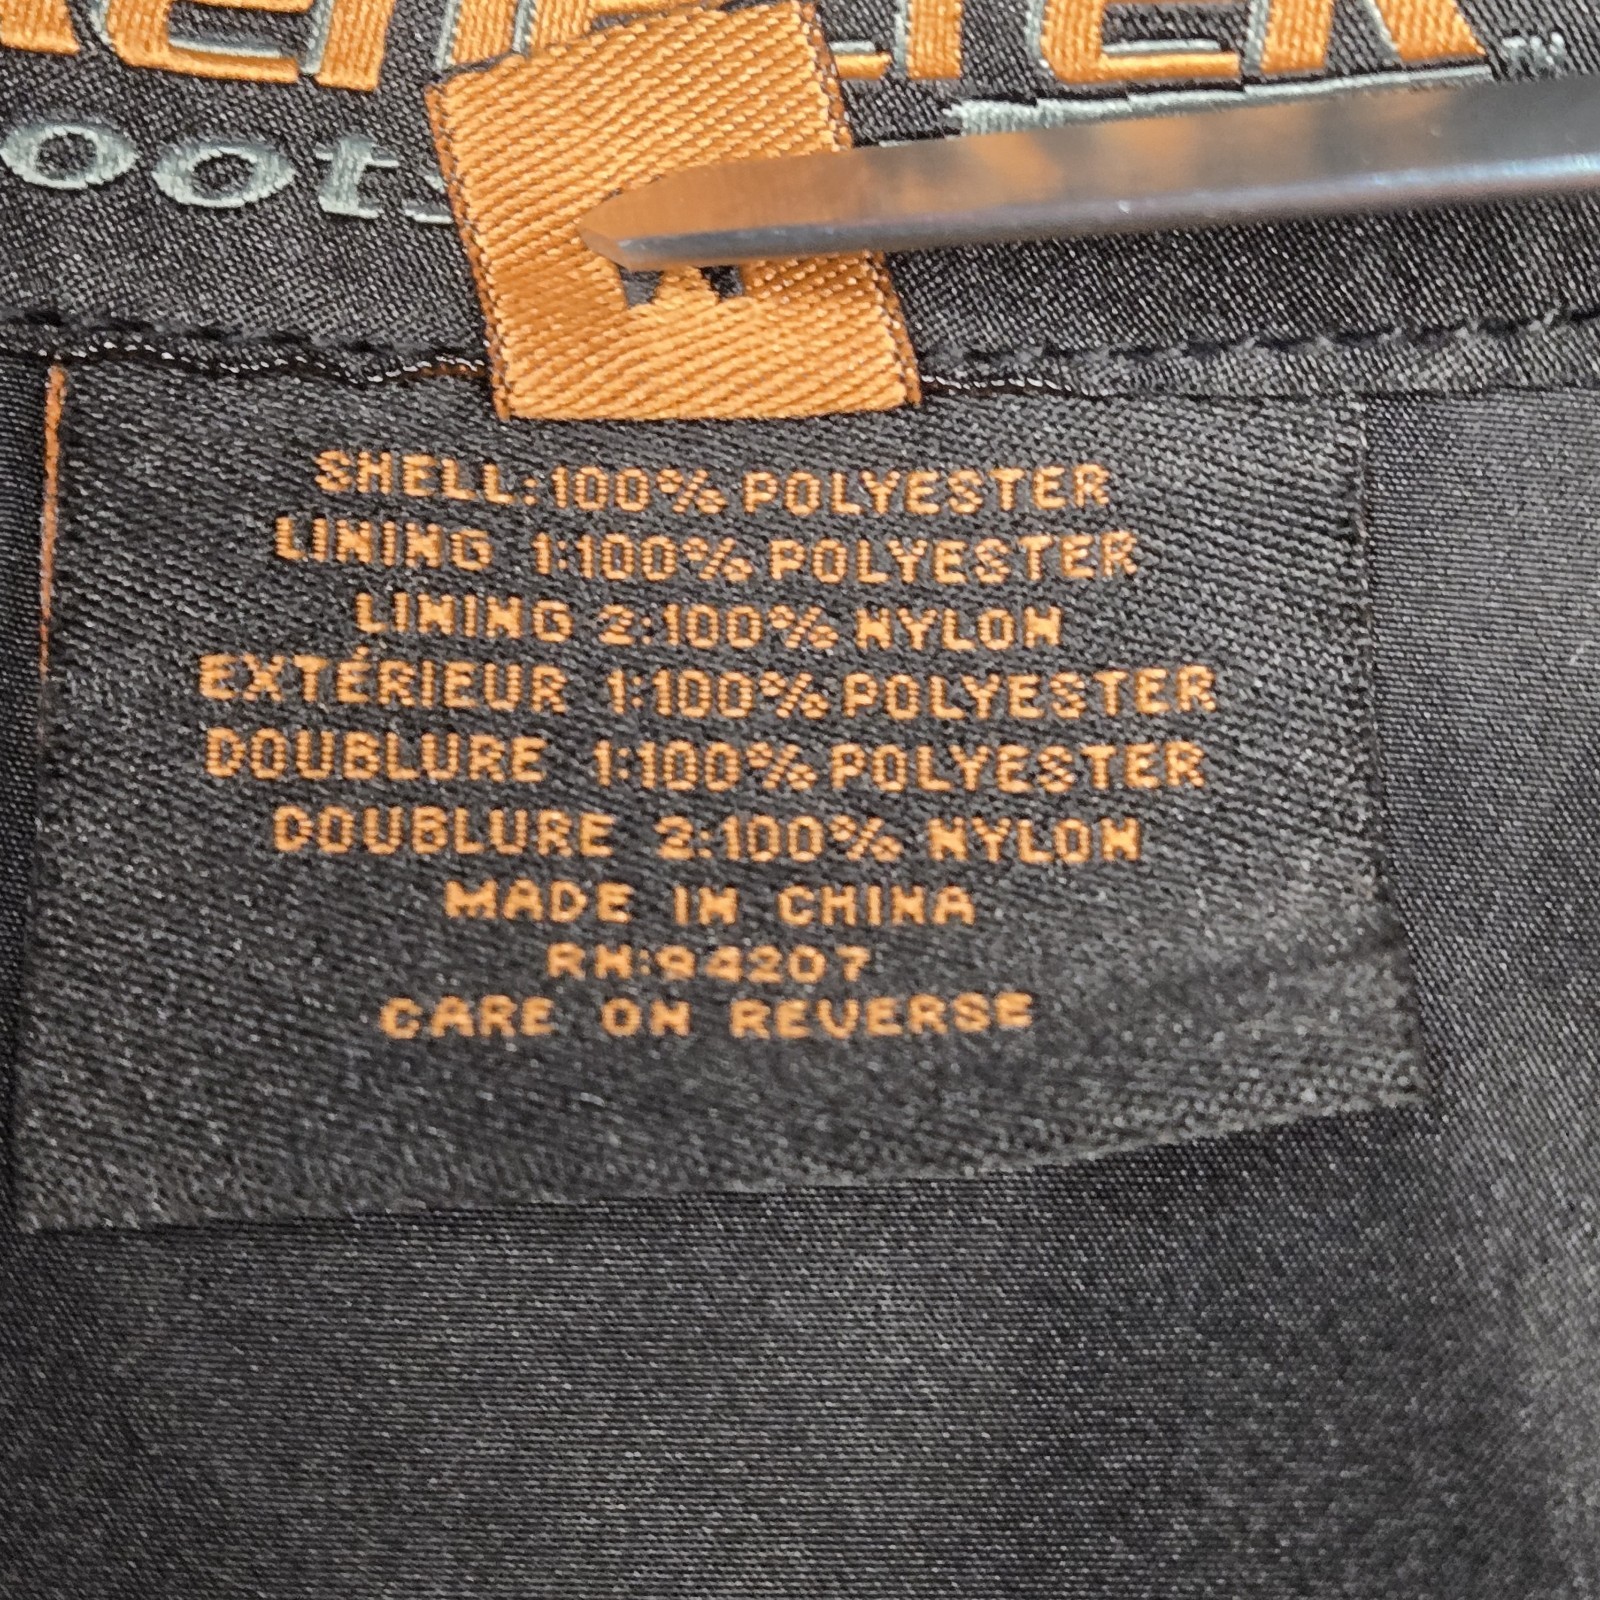 TM
SHELL:100% POLYESTER
LINING 1:100% POLYESTER
LINING 2:100% NYLON
EXTÉRIEUR 1:100% POLYESTER
DOUBLURE 1:100% POLYESTER
DOUBLURE 2:100% NYLON
MADE IN CHINA
RN:94207
CARE ON REVERSE